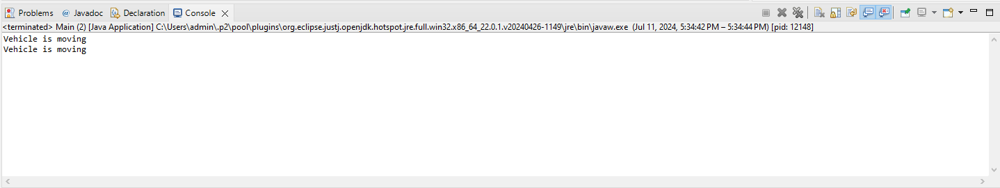 Problems @ Javadoc Declaration Console
<terminated> Main (2) [Java Application] C:\Users\admin\.p2\pool\plugins\org.eclipse.justj.openjdk.hotspot.jre.full.win32.x86_64_22.0.1.v20240426-1149\jre\bin\javaw.exe (Jul 11, 2024, 5:34:42 PM – 5:34:44 PM) [pid: 12148]
Vehicle is moving
Vehicle is moving